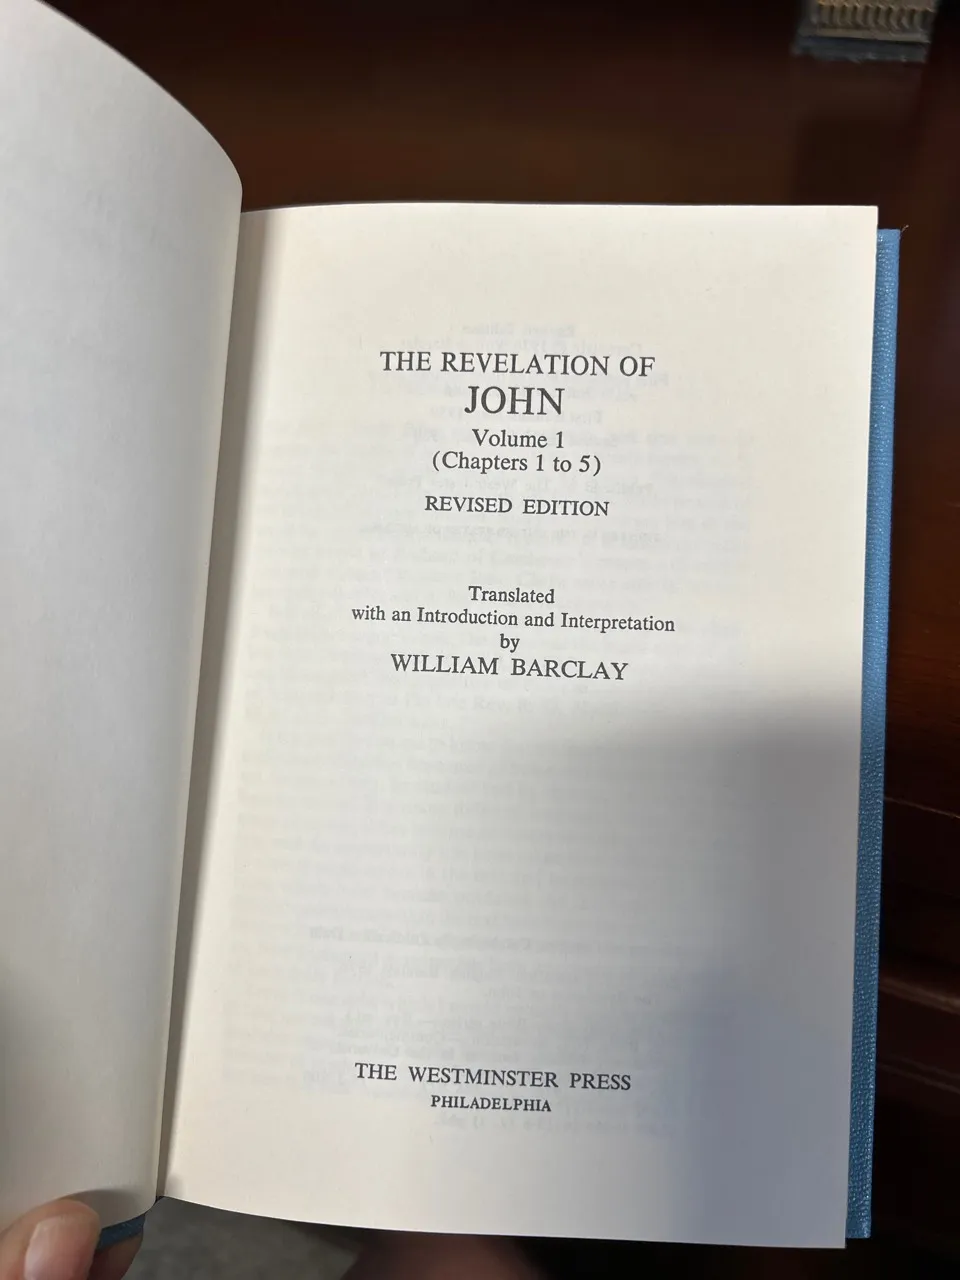 THE REVELATION OF
JOHN
Volume 1
(Chapters 1 to 5)
REVISED EDITION
Translated
with an Introduction and Interpretation
by
WILLIAM BARCLAY
THE WESTMINSTER PRESS
PHILADELPHIA